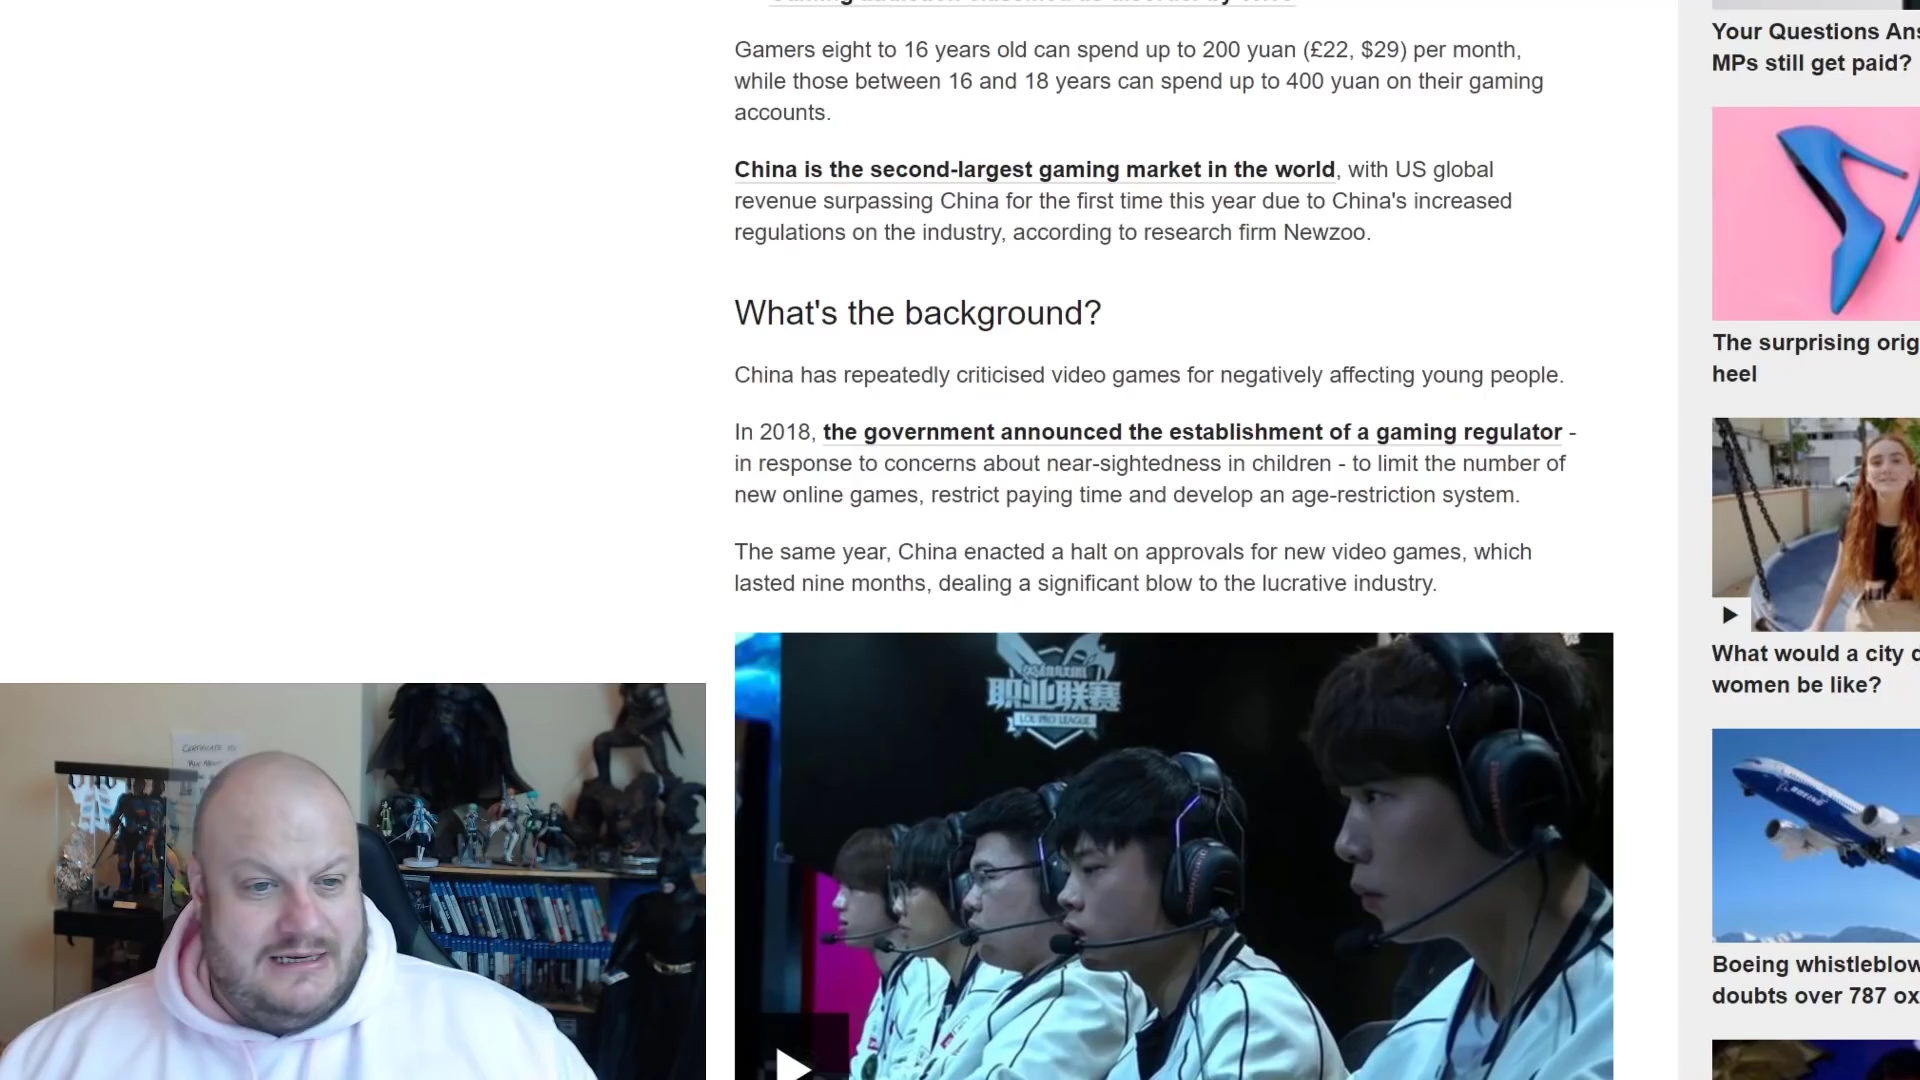 Gamers eight to 16 years old can spend up to 200 yuan (£22, $29) per month,
while those between 16 and 18 years can spend up to 400 yuan on their gaming
accounts.
China is the second-largest gaming market in the world, with US global
revenue surpassing China for the first time this year due to China's increased
regulations on the industry, according to research firm Newzoo.
What's the background?
China has repeatedly criticised video games for negatively affecting young people.
In 2018, the government announced the establishment of a gaming regulator -
in response to concerns about near-sightedness in children - to limit the number of
new online games, restrict paying time and develop an age-restriction system.
The same year, China enacted a halt on approvals for new video games, which
lasted nine months, dealing a significant blow to the lucrative industry.
职业联赛
LOL PRO LEAGUE
Your Questions Ans
MPs still get paid?
The surprising orig
heel
What would a city d
women be like?
BOEING
Boeing whistleblow
doubts over 787 ox